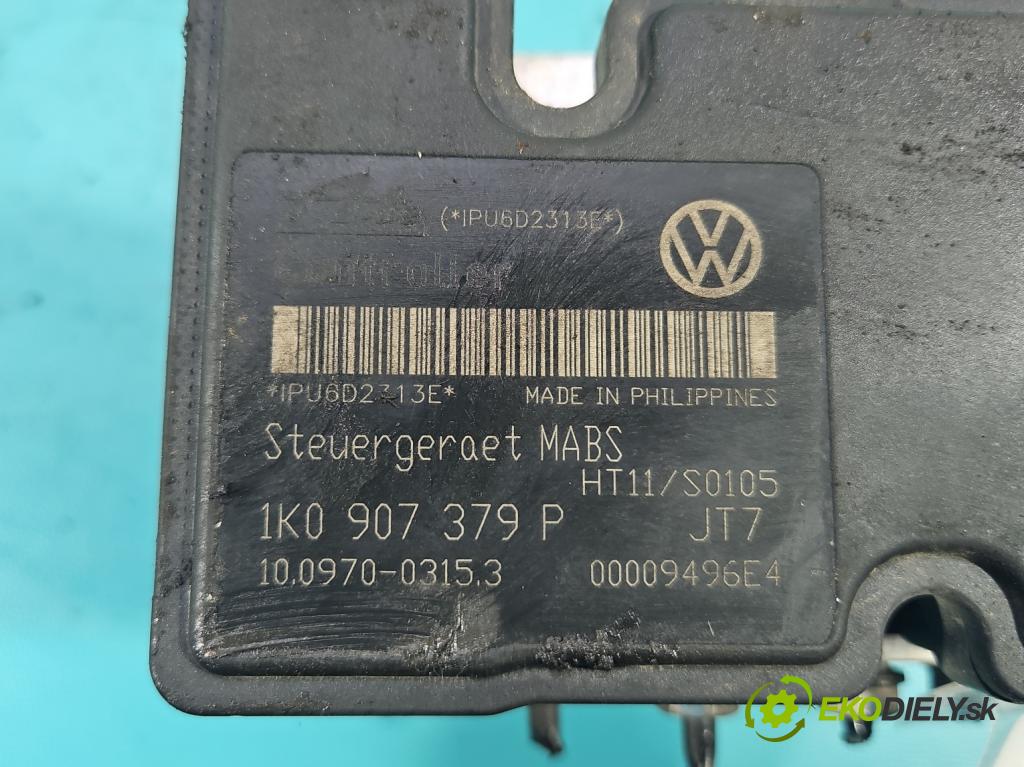 (*IPU6D2313E*)
*IPU6D2313E* MADE IN PHILIPPINES
Steuergeraet MABS
HT11/S0105
1K0 907 379 P JT7
10.0970-0315.3 00009496E4
EKODIELY.sk